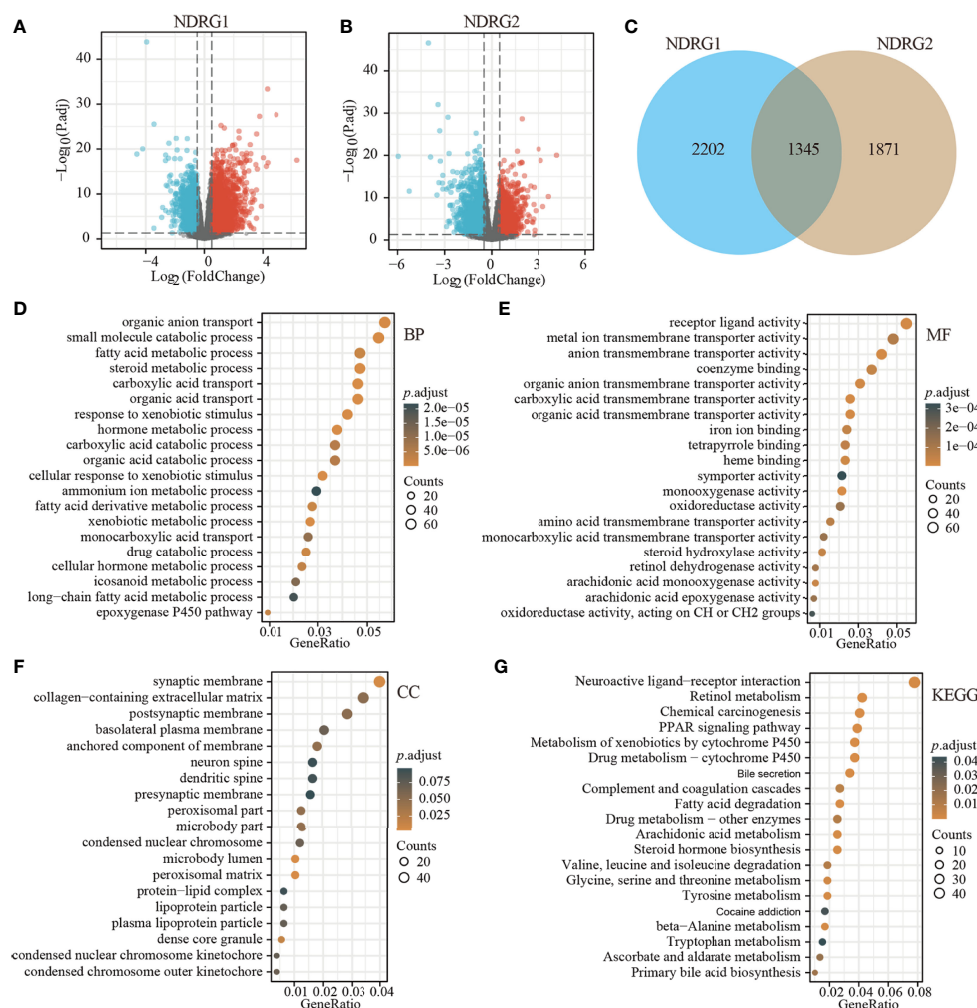 A
NDRG1
40
30
20
10
0
−Log10(P.adj)
−4
0
4
Log2 (FoldChange)
B
NDRG2
40
30
20
10
0
−Log10(P.adj)
−6
−3
0
3
6
Log2 (FoldChange)
C
NDRG1
NDRG2
2202
1345
1871
D
organic anion transport
small molecule catabolic process
fatty acid metabolic process
steroid metabolic process
carboxylic acid transport
organic acid transport
response to xenobiotic stimulus
hormone metabolic process
carboxylic acid catabolic process
organic acid catabolic process
cellular response to xenobiotic stimulus
ammonium ion metabolic process
fatty acid derivative metabolic process
xenobiotic metabolic process
monocarboxylic acid transport
drug catabolic process
cellular hormone metabolic process
icosanoid metabolic process
long−chain fatty acid metabolic process
epoxygenase P450 pathway
0.01 0.03 0.05
GeneRatio
BP
p.adjust
2.0e−05
1.5e−05
1.0e−05
5.0e−06
Counts
20
40
60
E
receptor ligand activity
metal ion transmembrane transporter activity
anion transmembrane transporter activity
coenzyme binding
organic anion transmembrane transporter activity
carboxylic acid transmembrane transporter activity
organic acid transmembrane transporter activity
iron ion binding
tetrapyrrole binding
heme binding
symporter activity
monooxygenase activity
oxidoreductase activity
amino acid transmembrane transporter activity
monocarboxylic acid transmembrane transporter activity
steroid hydroxylase activity
retinol dehydrogenase activity
arachidonic acid monooxygenase activity
arachidonic acid epoxygenase activity
oxidoreductase activity, acting on CH or CH2 groups
0.01 0.03 0.05
GeneRatio
MF
p.adjust
3e−04
2e−04
1e−04
Counts
20
40
60
F
synaptic membrane
collagen−containing extracellular matrix
postsynaptic membrane
basolateral plasma membrane
anchored component of membrane
neuron spine
dendritic spine
presynaptic membrane
peroxisomal part
microbody part
condensed nuclear chromosome
microbody lumen
peroxisomal matrix
protein−lipid complex
lipoprotein particle
plasma lipoprotein particle
dense core granule
condensed nuclear chromosome kinetochore
condensed chromosome outer kinetochore
0.01 0.02 0.03 0.04
GeneRatio
CC
p.adjust
0.075
0.050
0.025
Counts
20
40
G
Neuroactive ligand−receptor interaction
Retinol metabolism
Chemical carcinogenesis
PPAR signaling pathway
Metabolism of xenobiotics by cytochrome P450
Drug metabolism − cytochrome P450
Bile secretion
Complement and coagulation cascades
Fatty acid degradation
Drug metabolism − other enzymes
Arachidonic acid metabolism
Steroid hormone biosynthesis
Valine, leucine and isoleucine degradation
Glycine, serine and threonine metabolism
Tyrosine metabolism
Cocaine addiction
beta−Alanine metabolism
Tryptophan metabolism
Ascorbate and aldarate metabolism
Primary bile acid biosynthesis
0.02 0.04 0.06 0.08
GeneRatio
KEGG
p.adjust
0.04
0.03
0.02
0.01
Counts
10
20
30
40